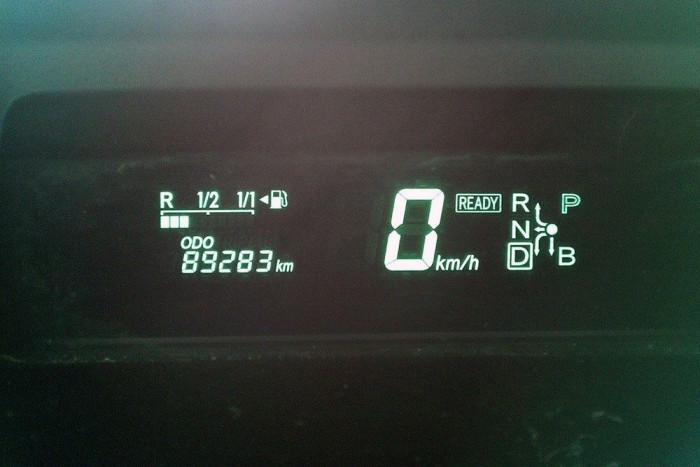 R 1/2 1/1
ODO
89283 km
0 km/h
READY
R P
N
D B